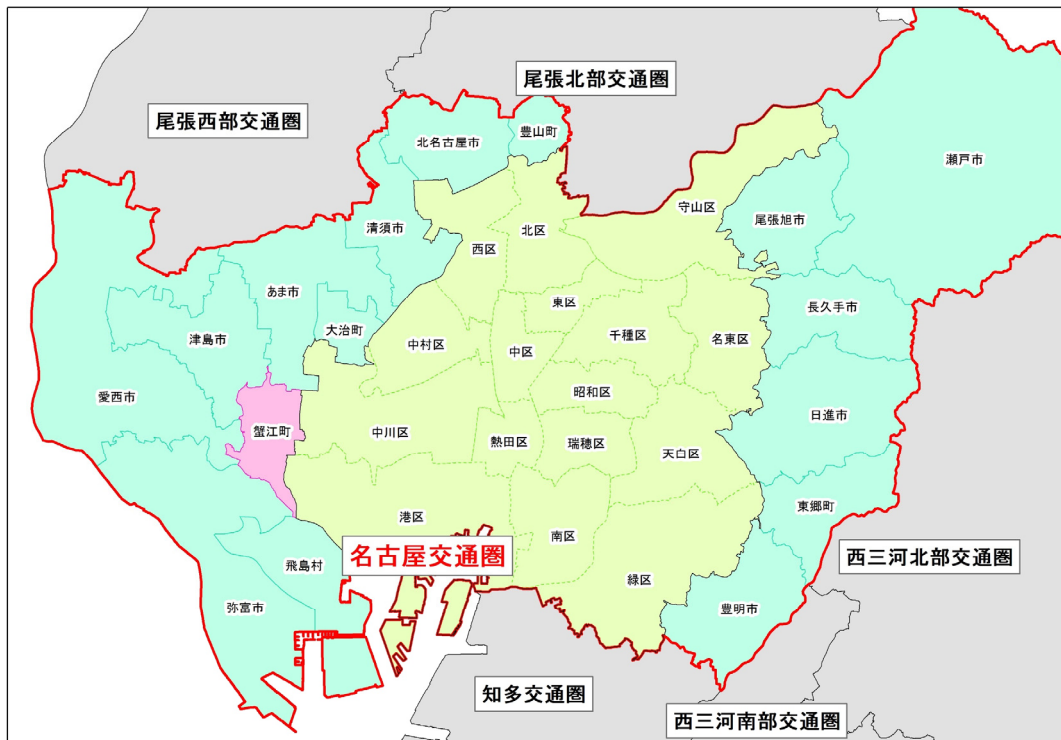 尾張北部交通圏
尾張西部交通圏
北名古屋市
豊山町
瀬戸市
守山区
尾張旭市
清須市
北区
西区
あま市
東区
長久手市
大治町
津島市
中村区
中区
千種区
名東区
昭和区
愛西市
日進市
蟹江町
中川区
熱田区
瑞穂区
天白区
東郷町
港区
南区
名古屋交通圏
西三河北部交通圏
飛島村
緑区
弥富市
豊明市
知多交通圏
西三河南部交通圏